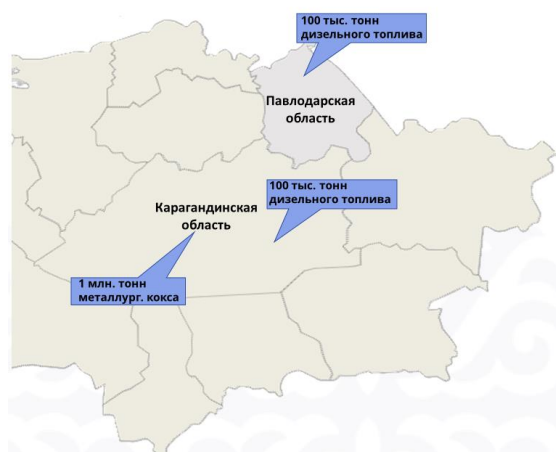 100 тыс. тонн
дизельного топлива
Павлодарская
область
100 тыс. тонн
дизельного топлива
Карагандинская
область
1 млн. тонн
металлург. кокса